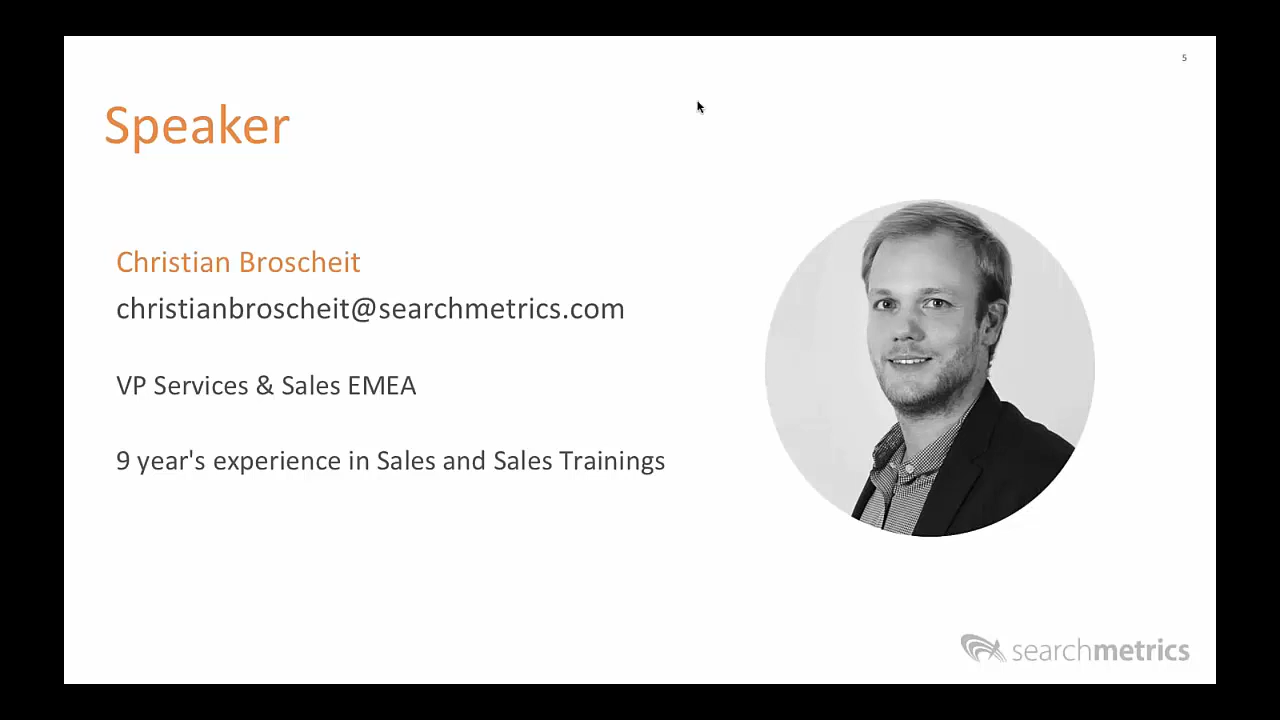 5
Speaker
Christian Broscheit
christianbroscheit@searchmetrics.com
VP Services & Sales EMEA
9 year's experience in Sales and Sales Trainings
searchmetrics